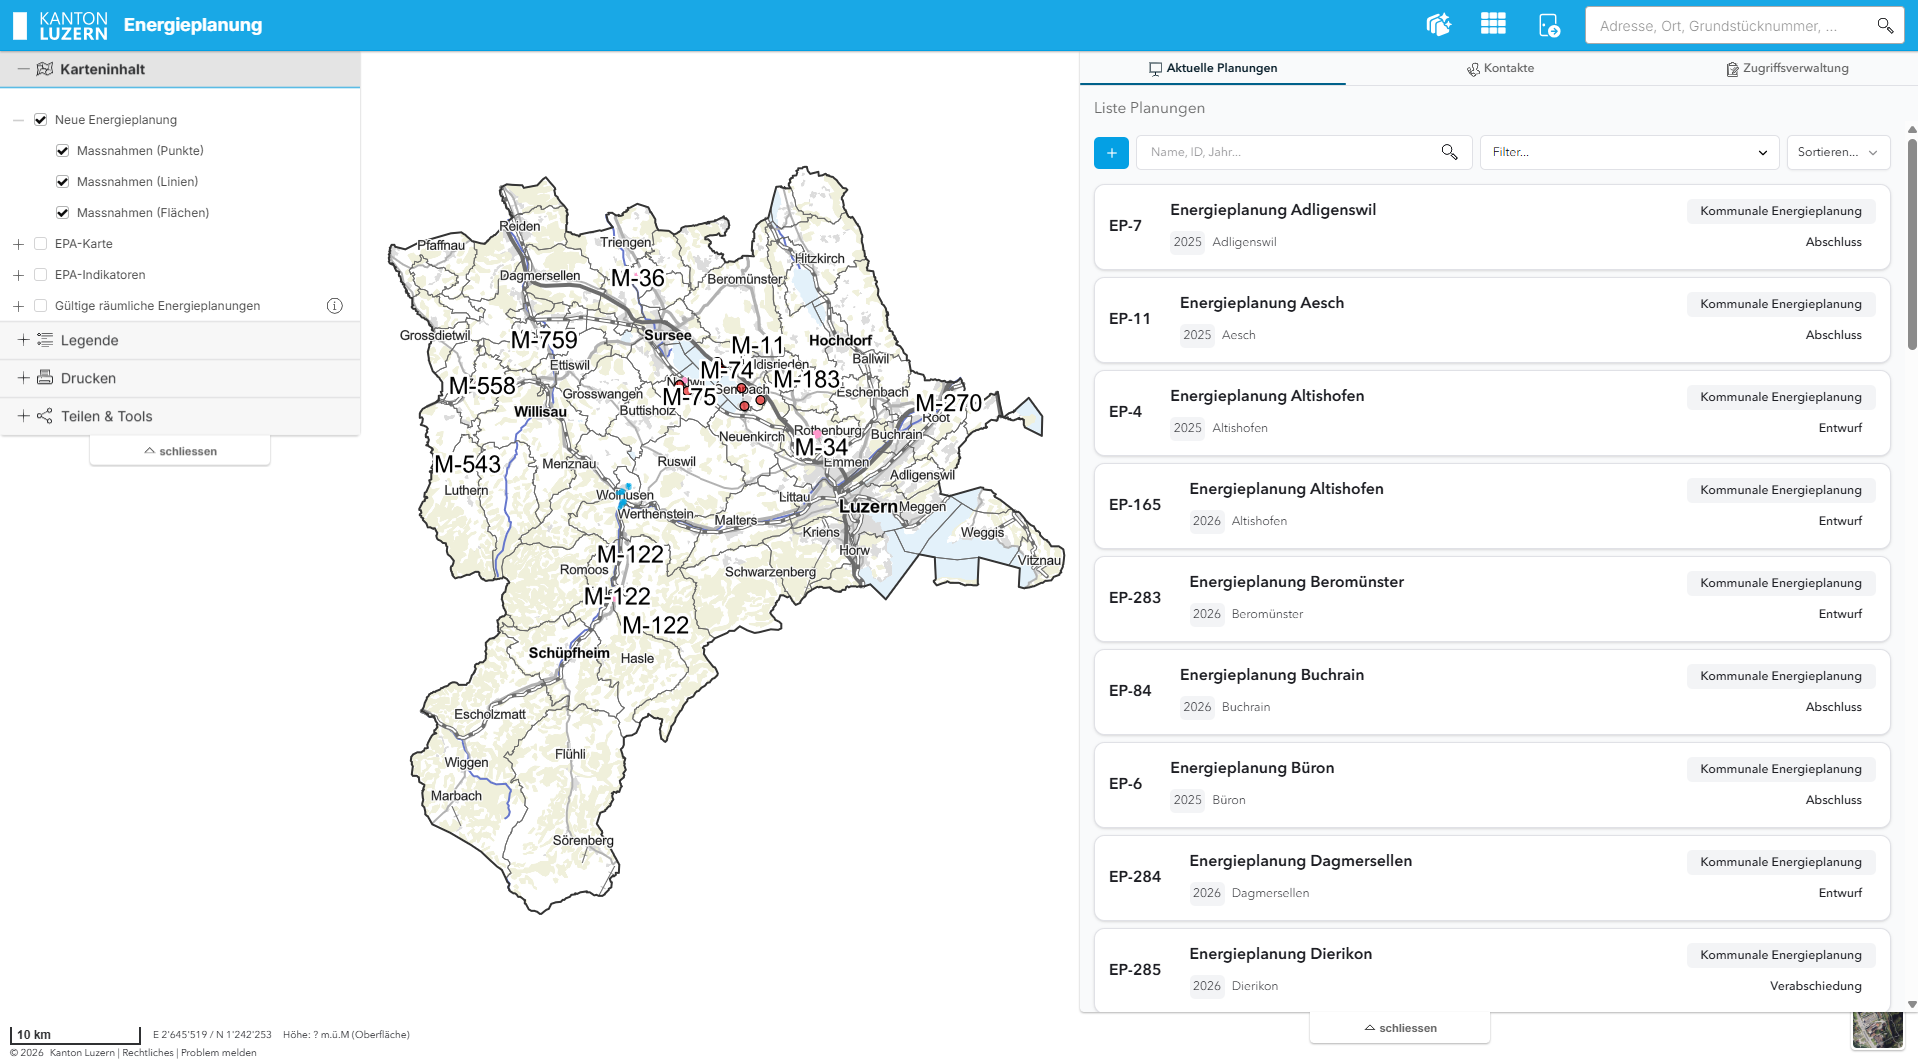 KANTON
LUZERN
Energieplanung
Adresse, Ort, Grundstücknummer, ...
Karteninhalt
Neue Energieplanung
Massnahmen (Punkte)
Massnahmen (Linien)
Massnahmen (Flächen)
EPA-Karte
EPA-Indikatoren
Gültige räumliche Energieplanungen
Legende
Drucken
Teilen & Tools
schliessen
Reiden
Pfaffnau
Triengen
Hitzkirch
Dagmersellen
M-36
Beromünster
Grossdietwil
M-759
Sursee
M-11
Hochdorf
Ettiswil
Ballwil
M-74
M-183
M-558
Grosswangen
M-75
Sempach
Eschenbach
M-270
Willisau
Buttisholz
Root
Neuenkirch
Rothenburg
Buchrain
M-34
Emmen
M-543
Menznau
Ruswil
Adligenswil
Luthern
Wolhusen
Littau
Werthenstein
Malters
Luzern
Meggen
Kriens
Weggis
Horw
M-122
Vitznau
Romoos
Schwarzenberg
M-122
M-122
Schüpfheim
Hasle
Escholzmatt
Flühli
Wiggen
Marbach
Sörenberg
10 km
E 2'645'519 / N 1'242'253
Höhe: ? m.ü.M (Oberfläche)
© 2026 Kanton Luzern | Rechtliches | Problem melden
Aktuelle Planungen
Kontakte
Zugriffsverwaltung
Liste Planungen
+
Name, ID, Jahr...
Filter...
Sortieren...
EP-7
Energieplanung Adligenswil
Kommunale Energieplanung
2025 Adligenswil
Abschluss
EP-11
Energieplanung Aesch
Kommunale Energieplanung
2025 Aesch
Abschluss
EP-4
Energieplanung Altishofen
Kommunale Energieplanung
2025 Altishofen
Entwurf
EP-165
Energieplanung Altishofen
Kommunale Energieplanung
2026 Altishofen
Entwurf
EP-283
Energieplanung Beromünster
Kommunale Energieplanung
2026 Beromünster
Entwurf
EP-84
Energieplanung Buchrain
Kommunale Energieplanung
2026 Buchrain
Abschluss
EP-6
Energieplanung Büron
Kommunale Energieplanung
2025 Büron
Abschluss
EP-284
Energieplanung Dagmersellen
Kommunale Energieplanung
2026 Dagmersellen
Entwurf
EP-285
Energieplanung Dierikon
Kommunale Energieplanung
2026 Dierikon
Verabschiedung
schliessen